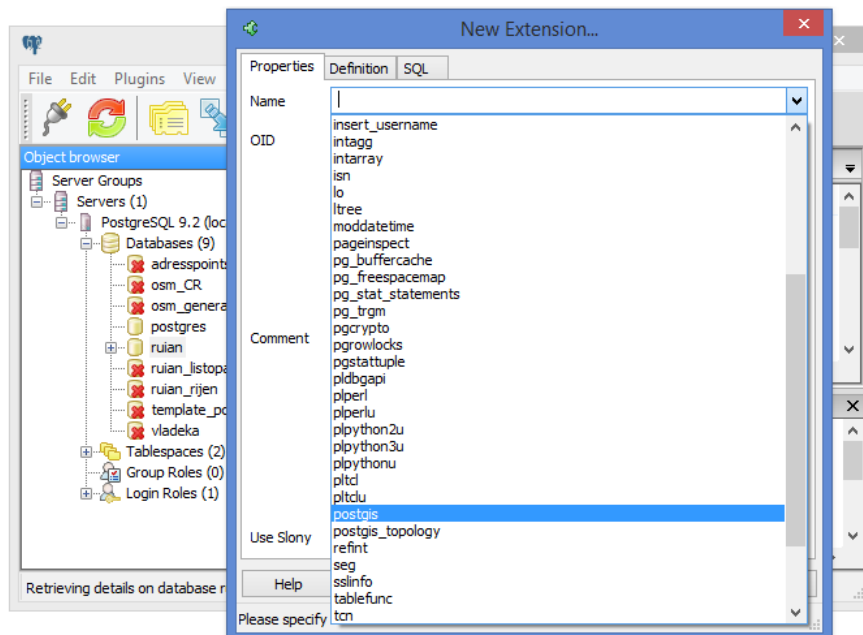 New Extension...
File Edit Plugins View
Object browser
Server Groups
Servers (1)
PostgreSQL 9.2 (loc
Databases (9)
adresspoints
osm_CR
osm_genera
postgres
ruian
ruian_listopa
ruian_rijen
template_po
vladeka
Tablespaces (2)
Group Roles (0)
Login Roles (1)
Retrieving details on database r
Properties Definition SQL
Name
OID
Comment
Use Slony
insert_username
intagg
intarray
isn
lo
ltree
moddatetime
pageinspect
pg_buffercache
pg_freespacemap
pg_stat_statements
pg_trgm
pgcrypto
pgrowlocks
pgstattuple
pldbgapi
plperl
plperlu
plpython2u
plpython3u
plpythonu
pltcl
pltclu
postgis
postgis_topology
refint
seg
sslinfo
tablefunc
tcn
Help
Please specify